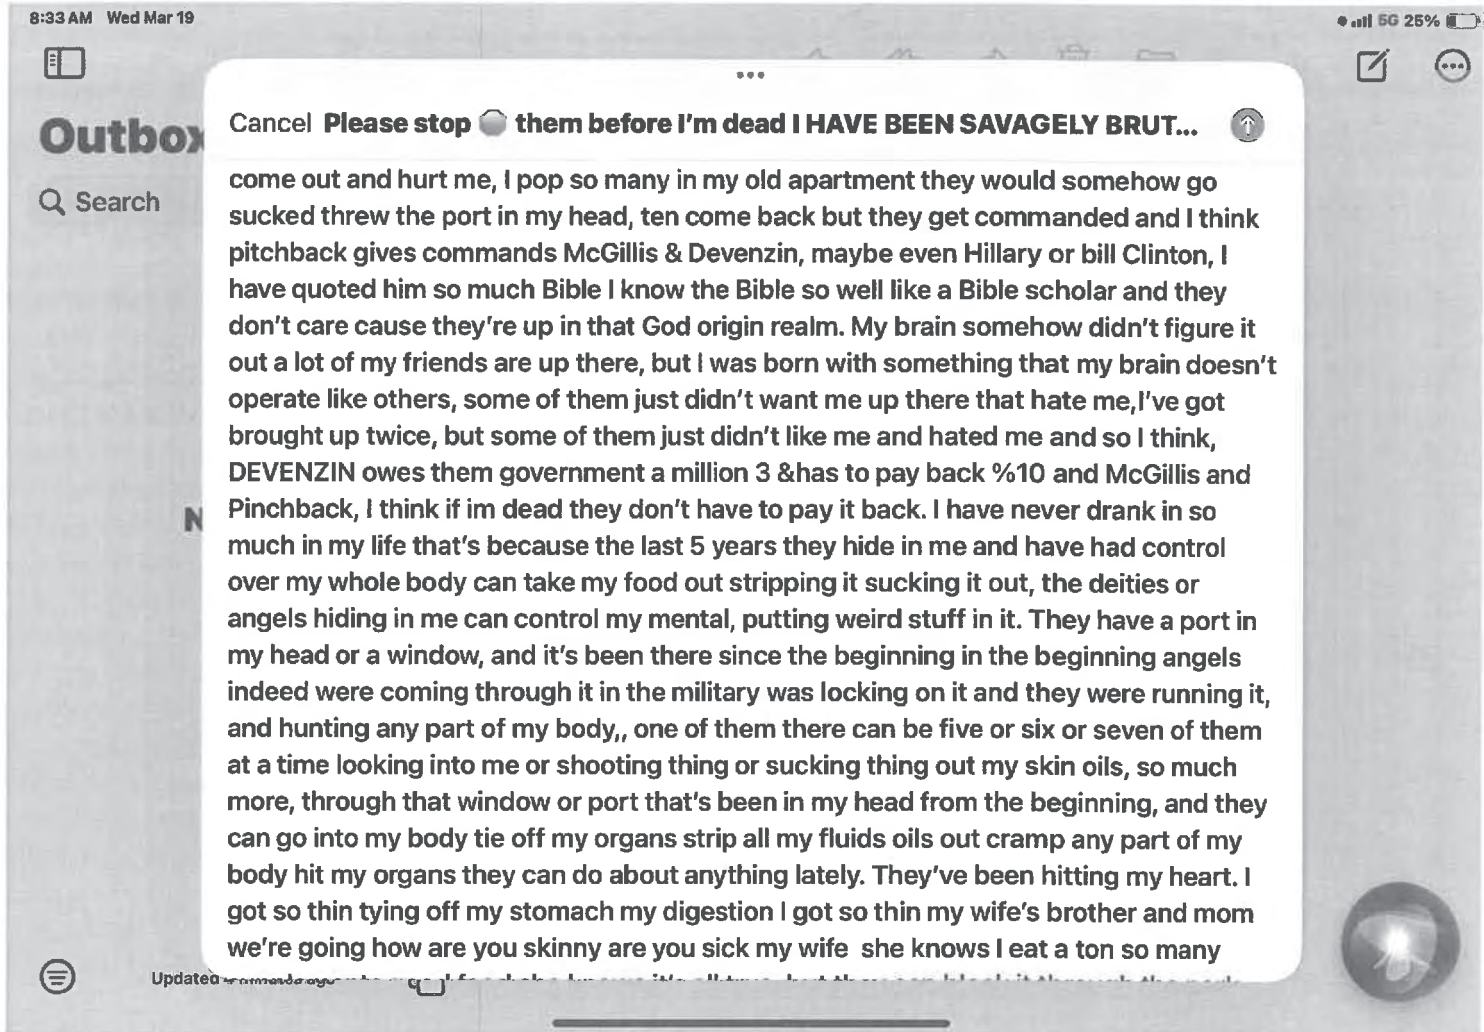 8:33 AM Wed Mar 19
5G 25%
Outbox
Search
Cancel Please stop 🛑 them before I'm dead I HAVE BEEN SAVAGELY BRUT...
come out and hurt me, I pop so many in my old apartment they would somehow go
sucked threw the port in my head, ten come back but they get commanded and I think
pitchback gives commands McGillis & Devenzin, maybe even Hillary or bill Clinton, I
have quoted him so much Bible I know the Bible so well like a Bible scholar and they
don't care cause they're up in that God origin realm. My brain somehow didn't figure it
out a lot of my friends are up there, but I was born with something that my brain doesn't
operate like others, some of them just didn't want me up there that hate me,I've got
brought up twice, but some of them just didn't like me and hated me and so I think,
DEVENZIN owes them government a million 3 &has to pay back %10 and McGillis and
Pinchback, I think if im dead they don't have to pay it back. I have never drank in so
much in my life that's because the last 5 years they hide in me and have had control
over my whole body can take my food out stripping it sucking it out, the deities or
angels hiding in me can control my mental, putting weird stuff in it. They have a port in
my head or a window, and it's been there since the beginning in the beginning angels
indeed were coming through it in the military was locking on it and they were running it,
and hunting any part of my body,, one of them there can be five or six or seven of them
at a time looking into me or shooting thing or sucking thing out my skin oils, so much
more, through that window or port that's been in my head from the beginning, and they
can go into my body tie off my organs strip all my fluids oils out cramp any part of my
body hit my organs they can do about anything lately. They've been hitting my heart. I
got so thin tying off my stomach my digestion I got so thin my wife's brother and mom
we're going how are you skinny are you sick my wife she knows I eat a ton so many
N
Updated